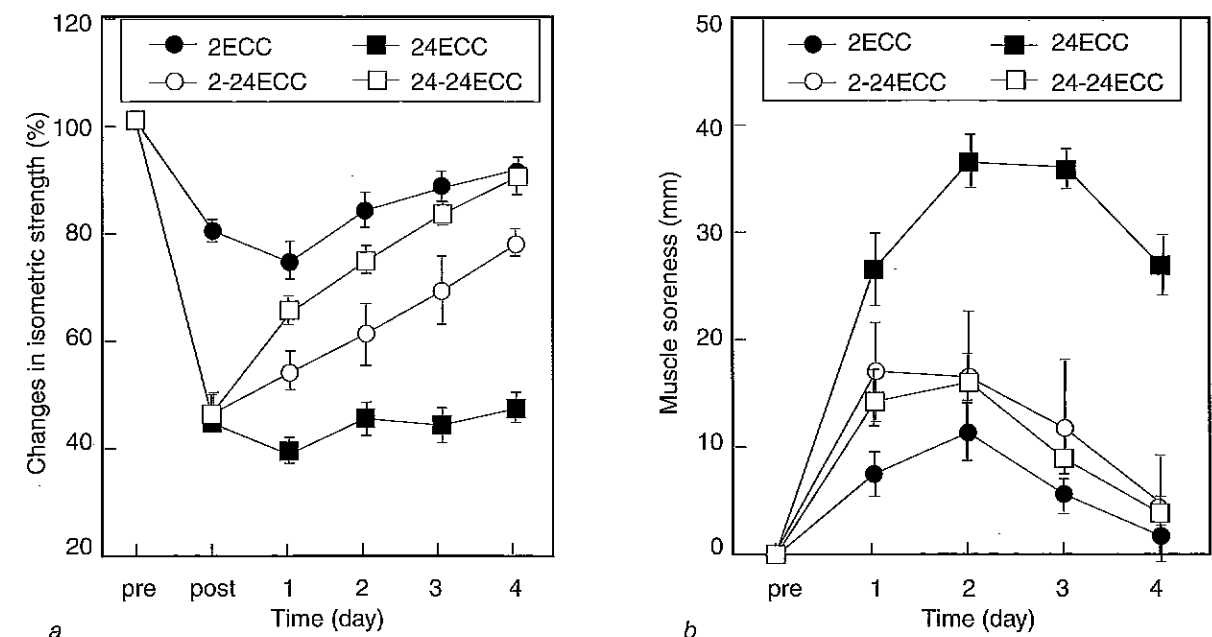 Changes in isometric strength (%)
120
100
80
60
40
20
2ECC
24ECC
2-24ECC
24-24ECC
pre post 1 2 3 4
Time (day)
a
Muscle soreness (mm)
50
40
30
20
10
0
2ECC
24ECC
2-24ECC
24-24ECC
pre 1 2 3 4
Time (day)
b